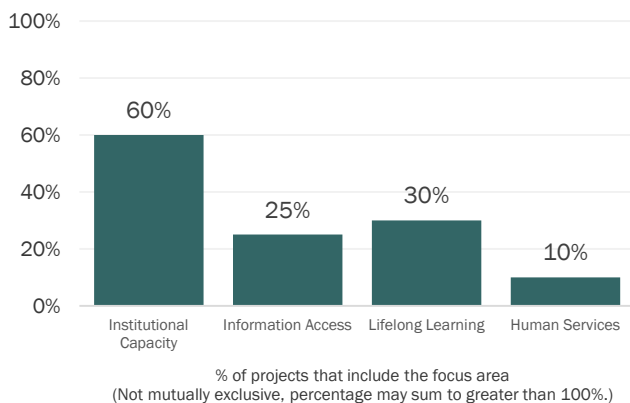 100%
80%
60%
40%
20%
0%
60%
25%
30%
10%
Institutional
Capacity
Information Access
Lifelong Learning
Human Services
% of projects that include the focus area
(Not mutually exclusive, percentage may sum to greater than 100%.)